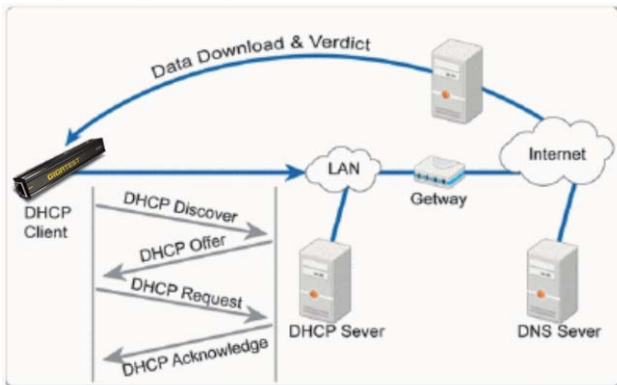 Data Download & Verdict
GIGATEST
DHCP
Client
LAN
Getway
Internet
DHCP Discover
DHCP Offer
DHCP Request
DHCP Acknowledge
DHCP Sever
DNS Sever